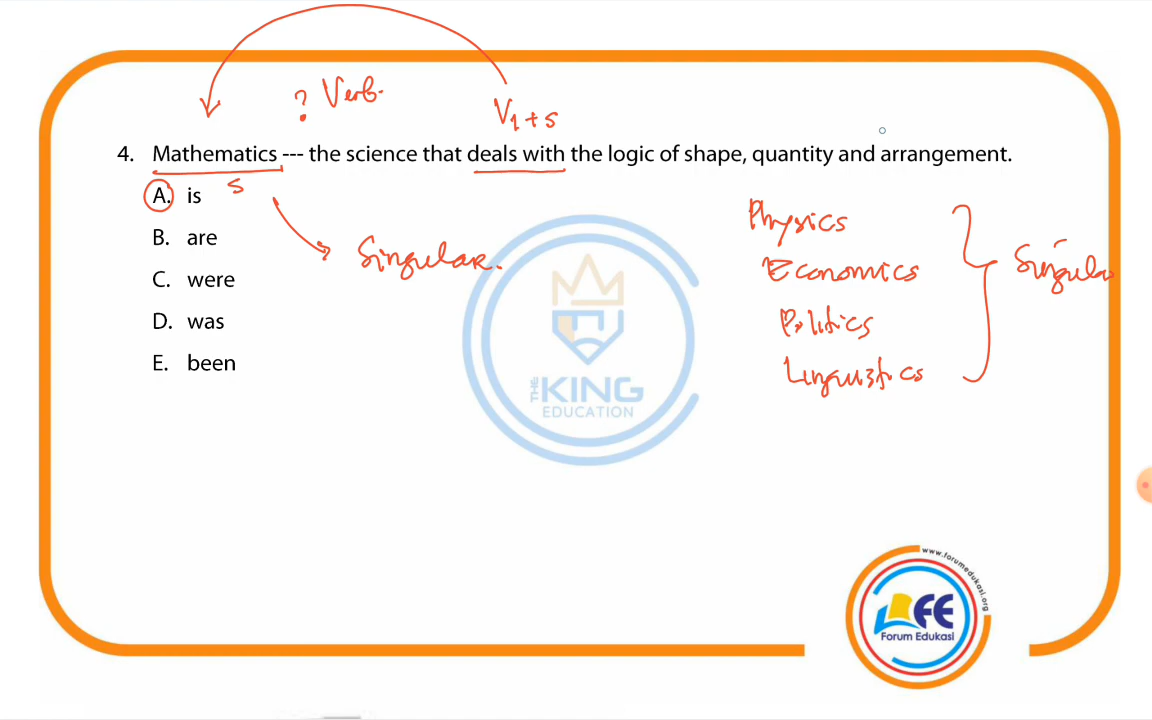 ? Verb.
V1+s
4. Mathematics --- the science that deals with the logic of shape, quantity and arrangement.
s
A. is
B. are
C. were
D. was
E. been
Singular.
Physics
Economics
Politics
Linguistics
Singular
THE KING
EDUCATION
www.forumedukasi.org
FE
Forum Edukasi